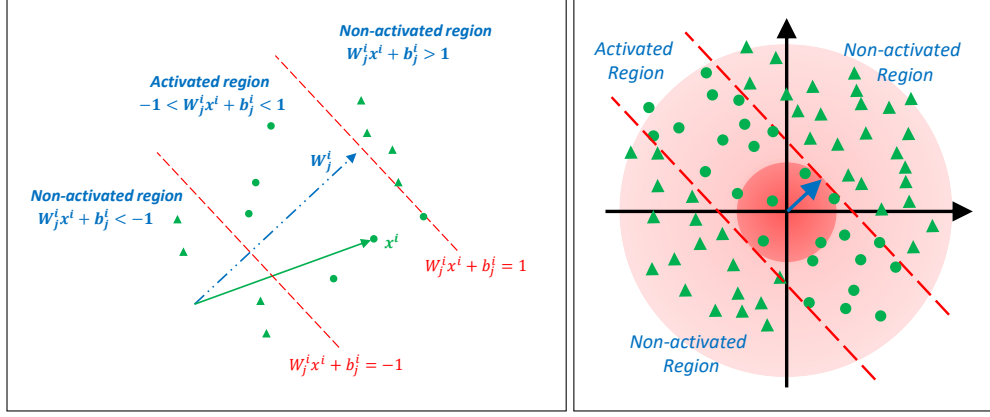 Non-activated region
$W_j^i x^i + b_j^i > 1$
Activated region
$-1 < W_j^i x^i + b_j^i < 1$
$W_j^i$
Non-activated region
$W_j^i x^i + b_j^i < -1$
$x^i$
$W_j^i x^i + b_j^i = 1$
$W_j^i x^i + b_j^i = -1$
Activated
Region
Non-activated
Region
Non-activated
Region